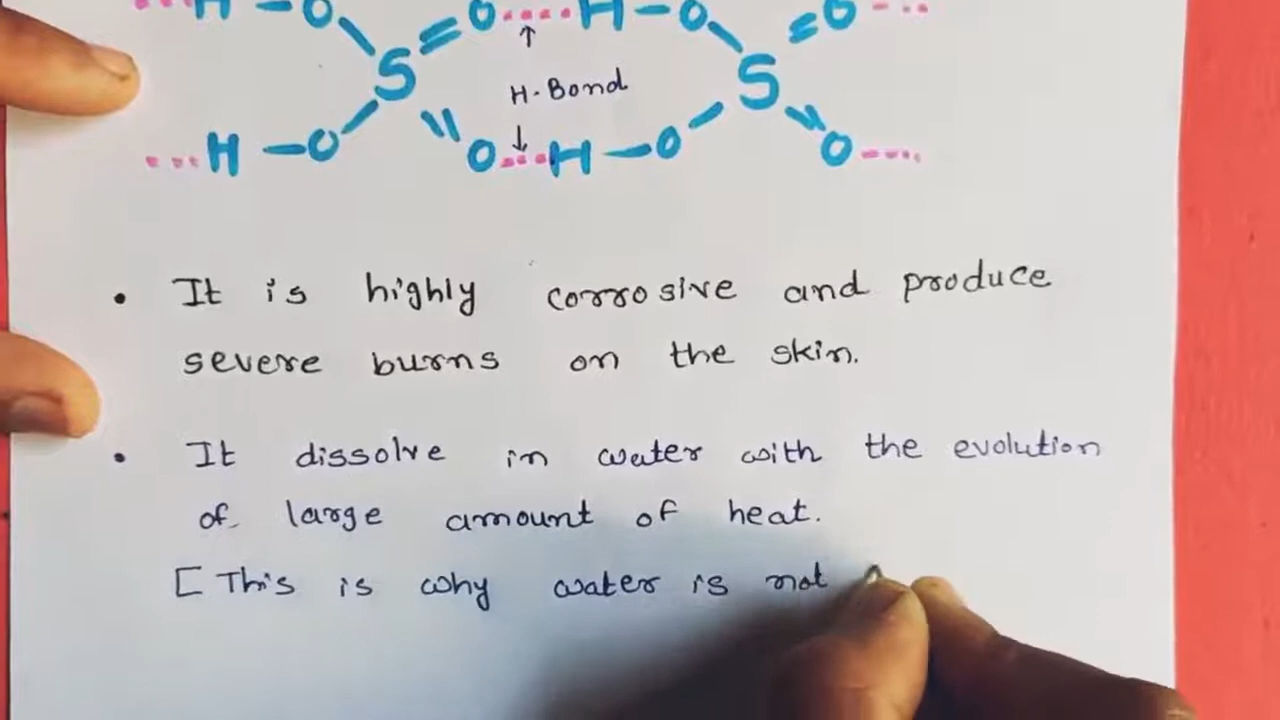 H – O   = O ..... H – O   = O
S   S
H-Bond
H – O   O ... H – O   O
• It is highly corrosive and produce
severe burns on the skin.
• It dissolve in water with the evolution
of large amount of heat.
[ This is why water is not